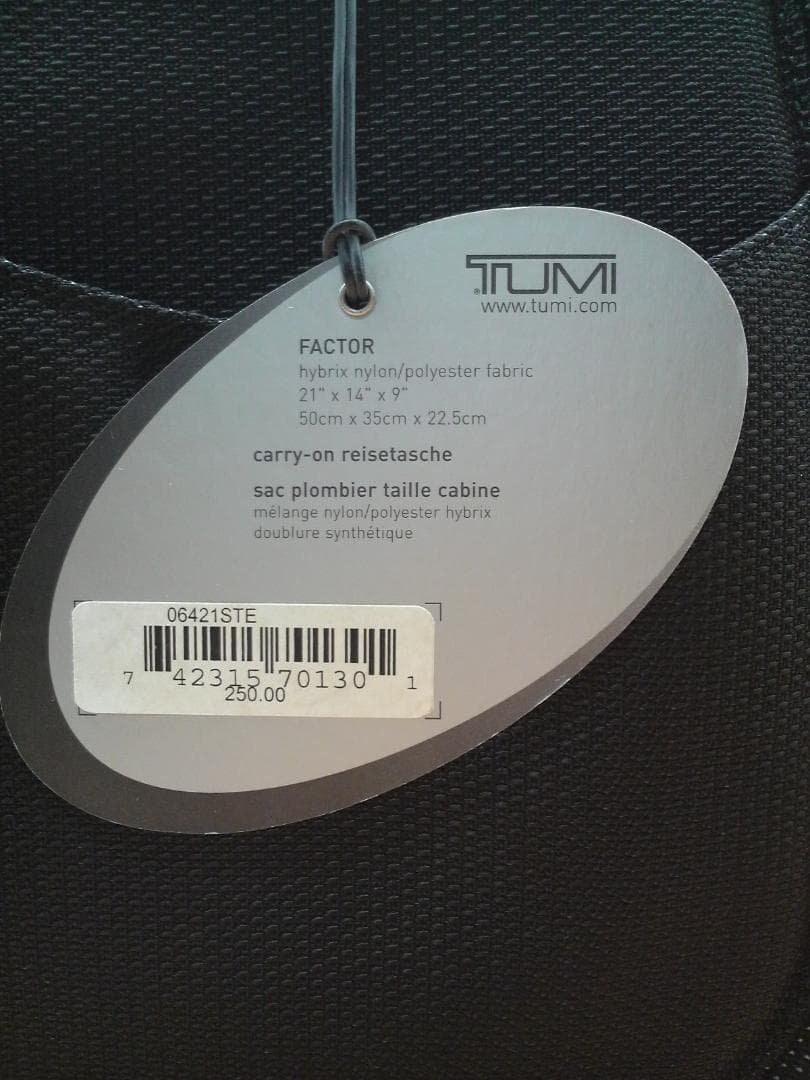 TUMI
www.tumi.com
FACTOR
hybrix nylon/polyester fabric
21" x 14" x 9"
50cm x 35cm x 22.5cm
carry-on reisetasche
sac plombier taille cabine
mélange nylon/polyester hybrix
doublure synthétique
06421STE
7 42315 70130 1
250.00